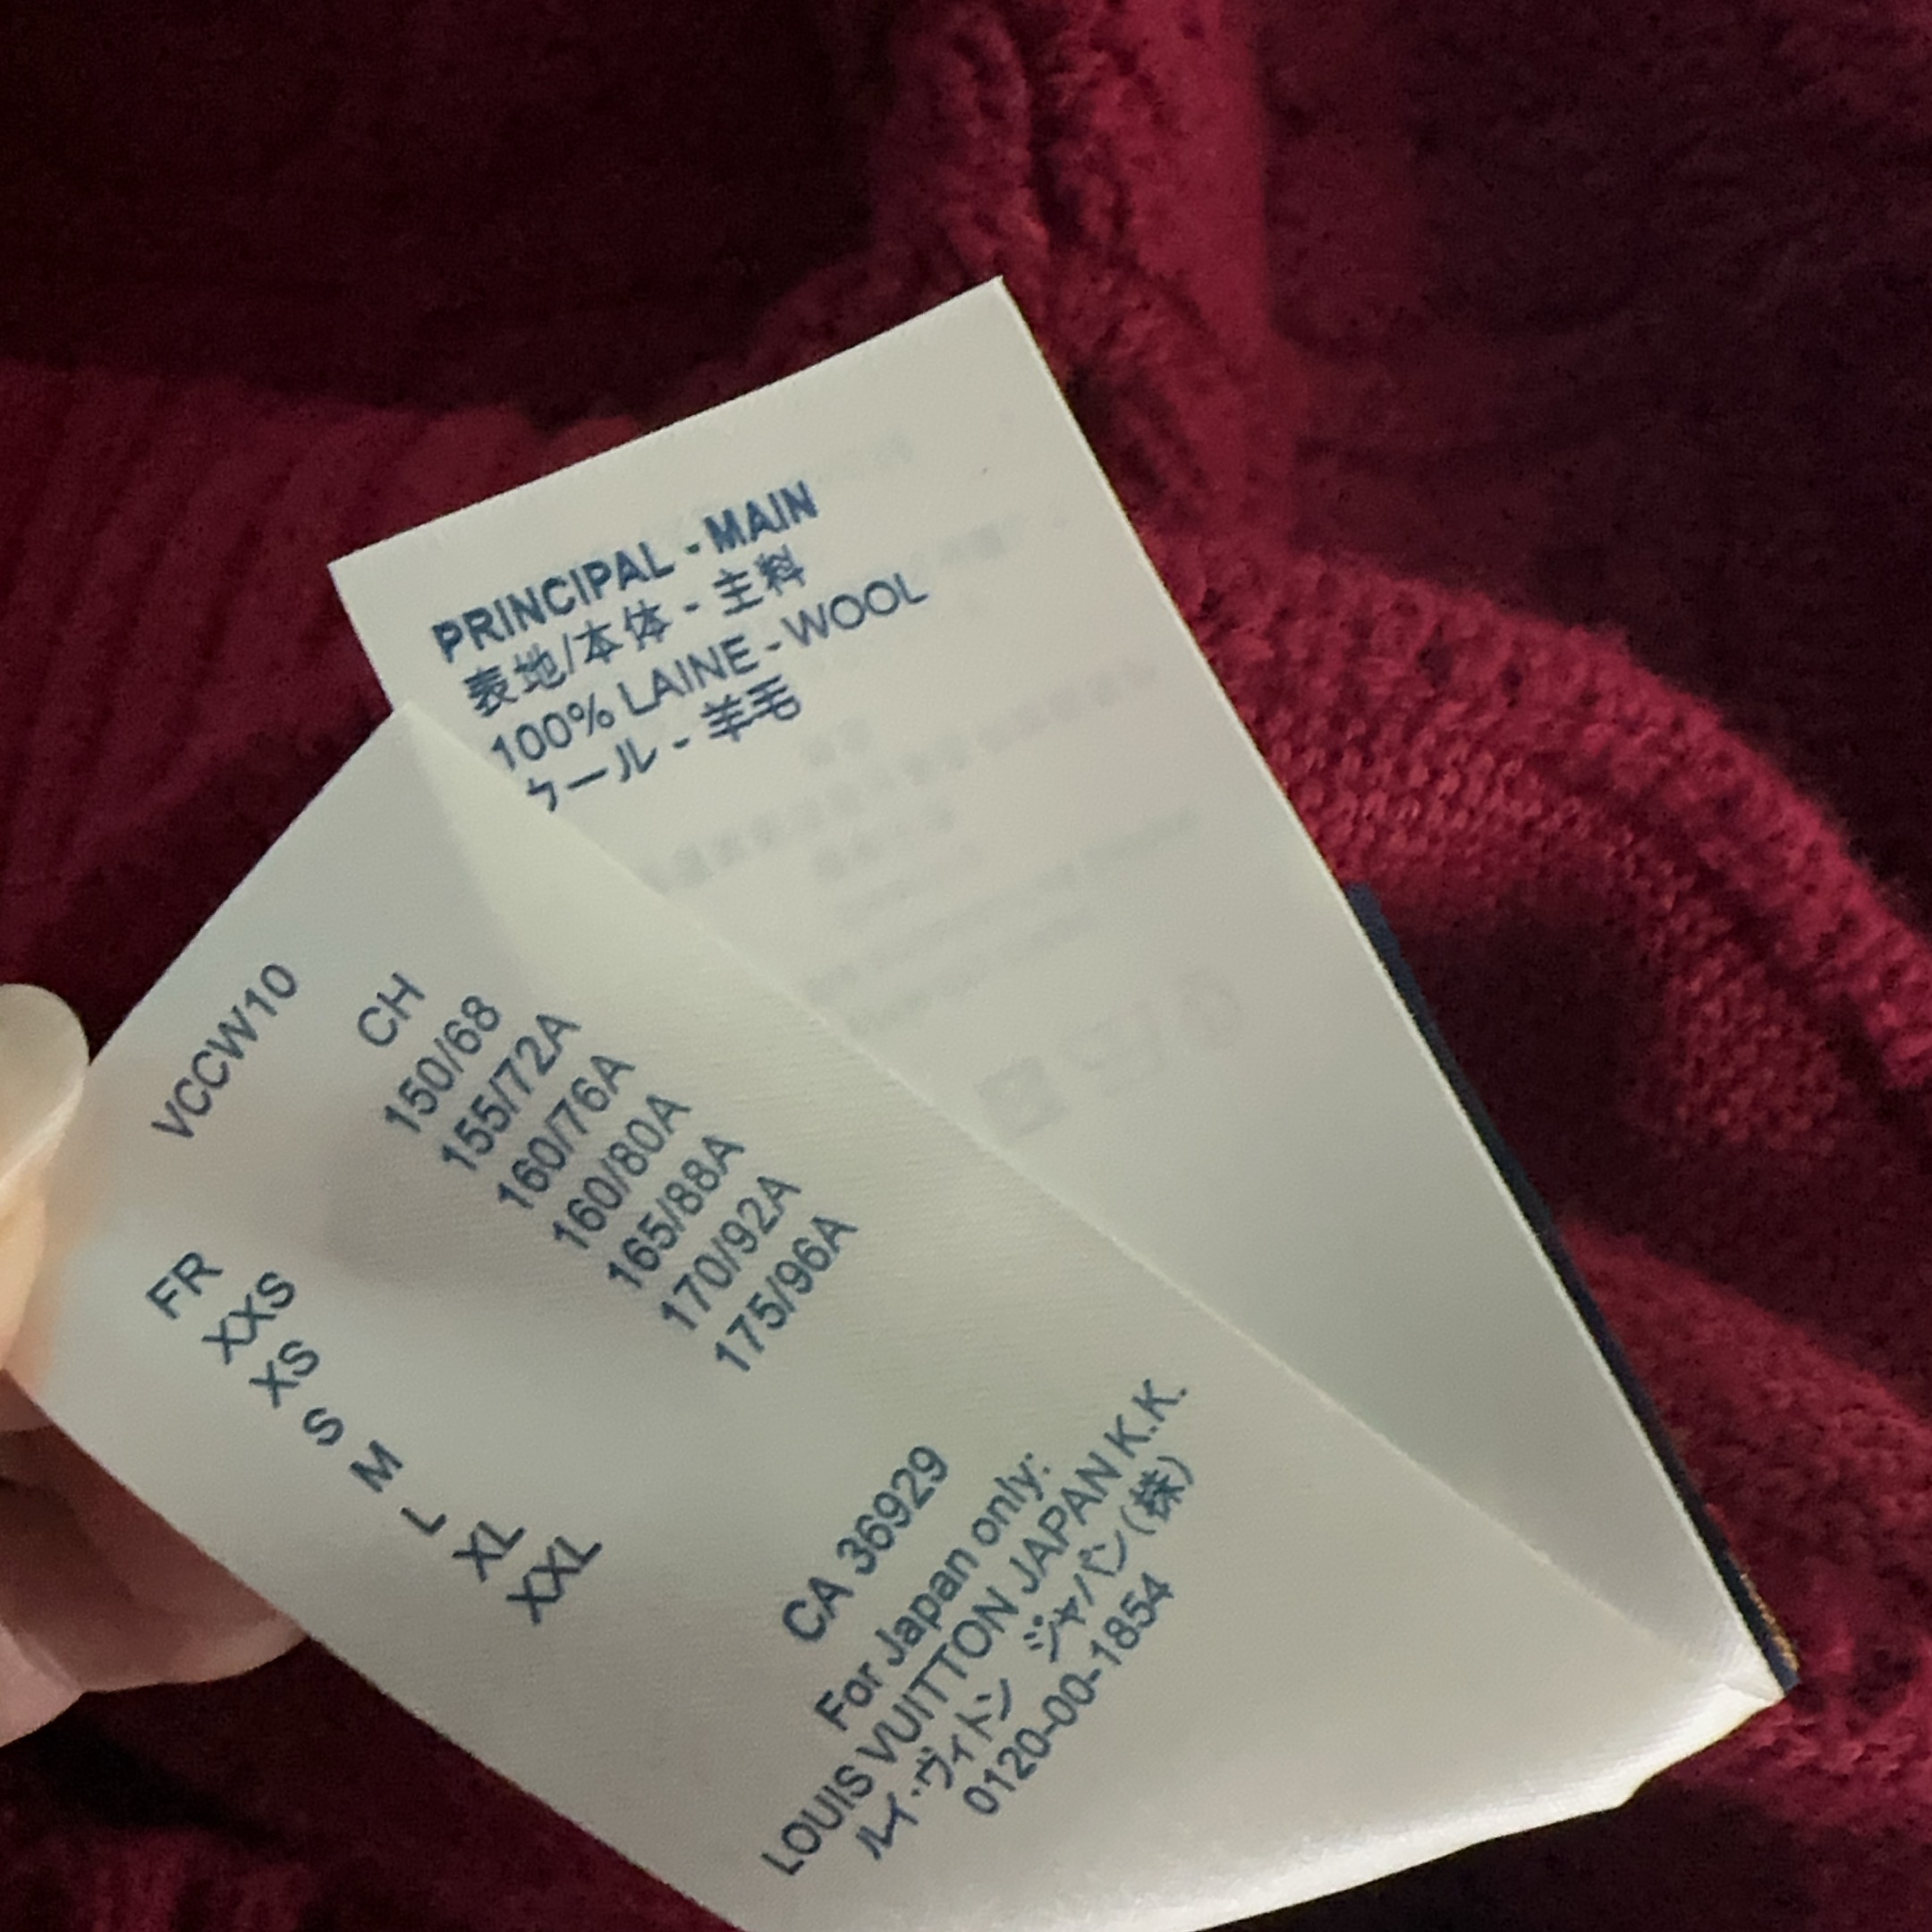 PRINCIPAL - MAIN
表地/本体 - 主料
100% LAINE - WOOL
ウール - 羊毛
VCCW10
FR CH
XXS 150/68
XS 155/72A
S 160/76A
M 160/80A
L 165/88A
XL 170/92A
XXL 175/96A
CA 36929
For Japan only:
LOUIS VUITTON JAPAN K.K.
ルイ・ヴィトン ジャパン(株)
0120-00-1854